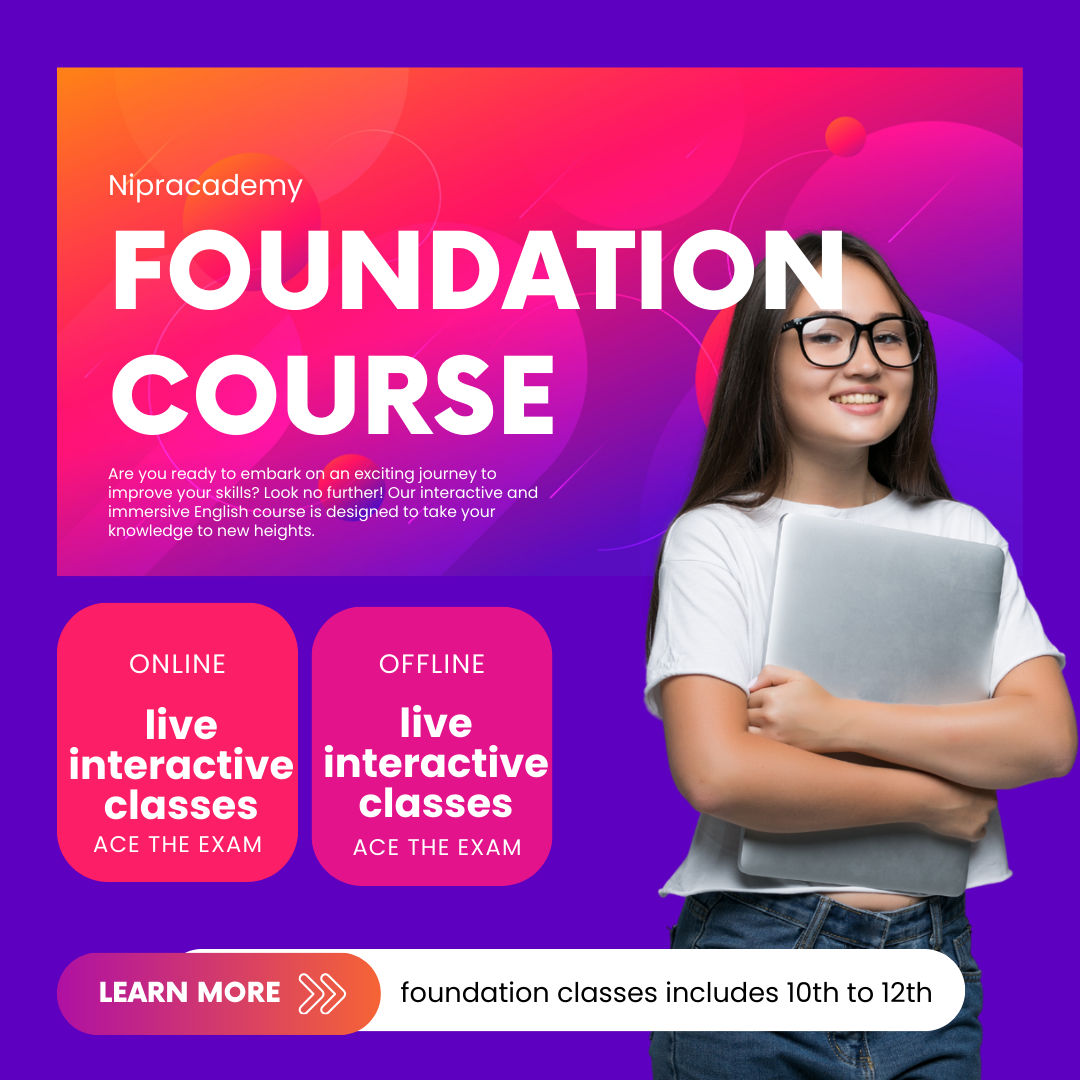 Nipracademy
FOUNDATION
COURSE
Are you ready to embark on an exciting journey to
improve your skills? Look no further! Our interactive and
immersive English course is designed to take your
knowledge to new heights.
ONLINE
live
interactive
classes
ACE THE EXAM
OFFLINE
live
interactive
classes
ACE THE EXAM
LEARN MORE
foundation classes includes 10th to 12th